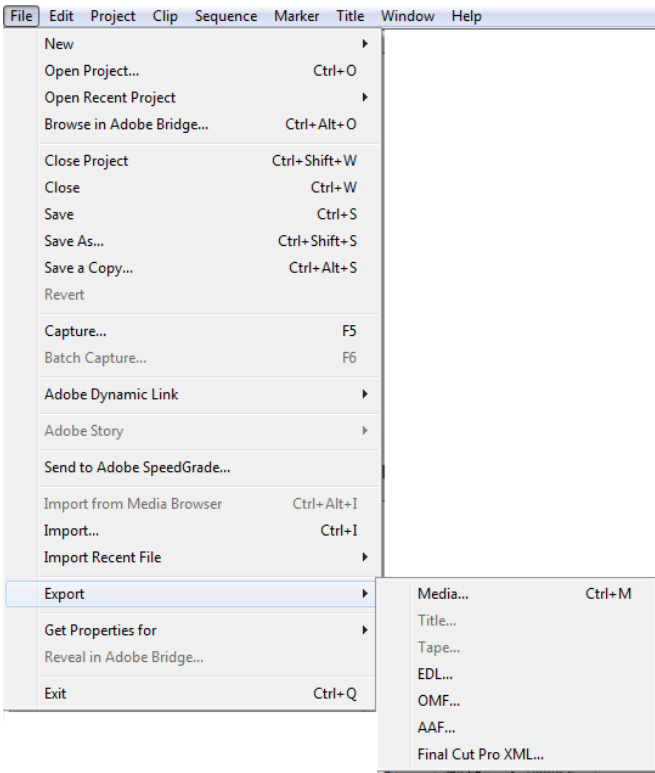 File Edit Project Clip Sequence Marker Title Window Help
New
Open Project... Ctrl+O
Open Recent Project
Browse in Adobe Bridge... Ctrl+Alt+O
Close Project Ctrl+Shift+W
Close Ctrl+W
Save Ctrl+S
Save As... Ctrl+Shift+S
Save a Copy... Ctrl+Alt+S
Revert
Capture... F5
Batch Capture... F6
Adobe Dynamic Link
Adobe Story
Send to Adobe SpeedGrade...
Import from Media Browser Ctrl+Alt+I
Import... Ctrl+I
Import Recent File
Export
Media... Ctrl+M
Title...
Tape...
EDL...
OMF...
AAF...
Final Cut Pro XML...
Get Properties for
Reveal in Adobe Bridge...
Exit Ctrl+Q